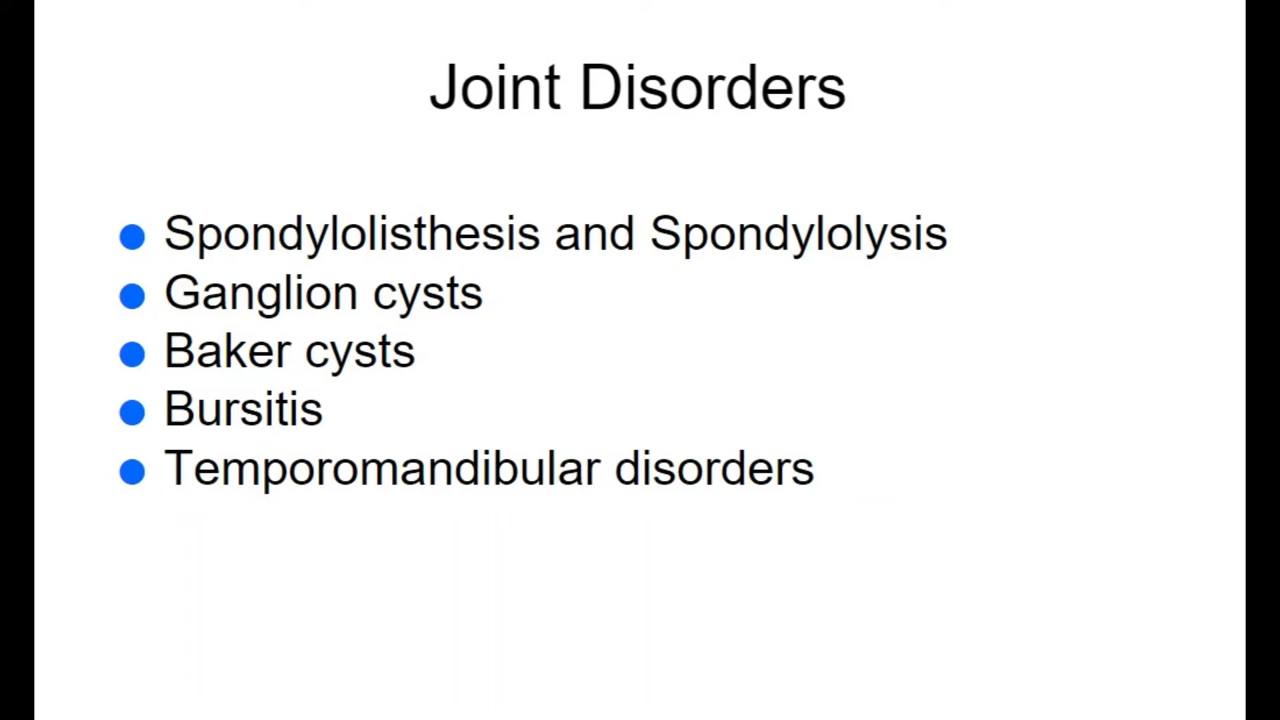 Joint Disorders
● Spondylolisthesis and Spondylolysis
● Ganglion cysts
● Baker cysts
● Bursitis
● Temporomandibular disorders